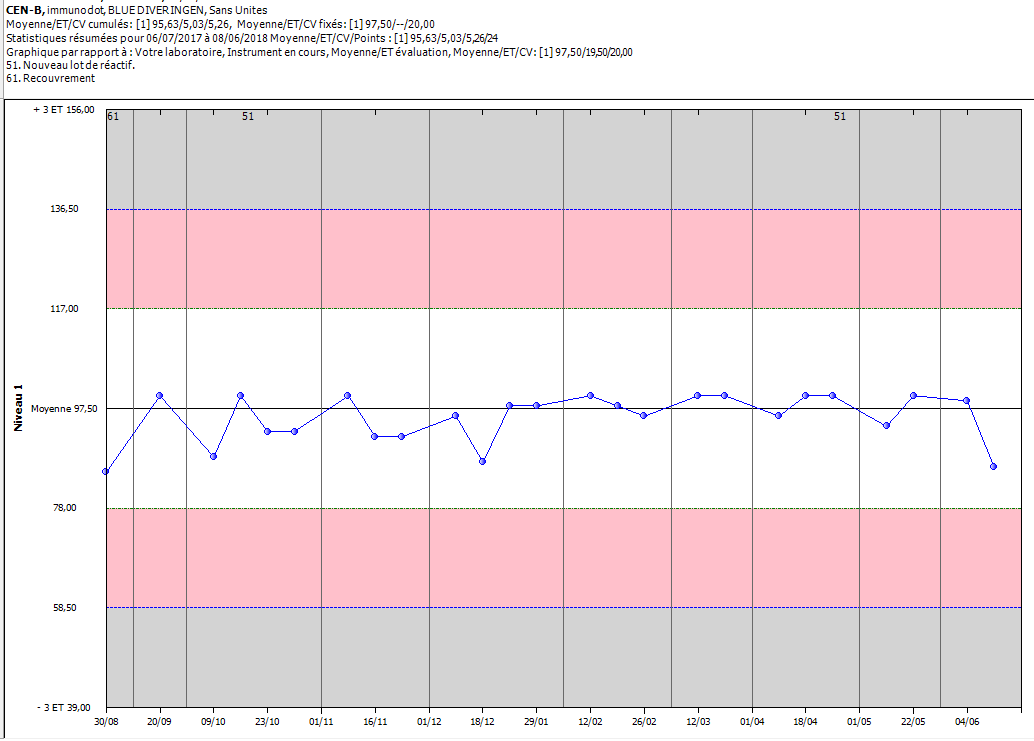 CEN-B, immunodot, BLUE DIVER INGEN, Sans Unites
Moyenne/ET/CV cumulés: [1] 95,63/5,03/5,26, Moyenne/ET/CV fixés: [1] 97,50/--/20,00
Statistiques résumées pour 06/07/2017 à 08/06/2018 Moyenne/ET/CV/Points : [1] 95,63/5,03/5,26/24
Graphique par rapport à : Votre laboratoire, Instrument en cours, Moyenne/ET évaluation, Moyenne/ET/CV: [1] 97,50/19,50/20,00
51. Nouveau lot de réactif.
61. Recouvrement
+ 3 ET 156,00
61 51 51
136,50
117,00
Niveau 1
Moyenne 97,50
78,00
58,50
- 3 ET 39,00
30/08 20/09 09/10 23/10 01/11 16/11 01/12 18/12 29/01 12/02 26/02 12/03 01/04 18/04 01/05 22/05 04/06